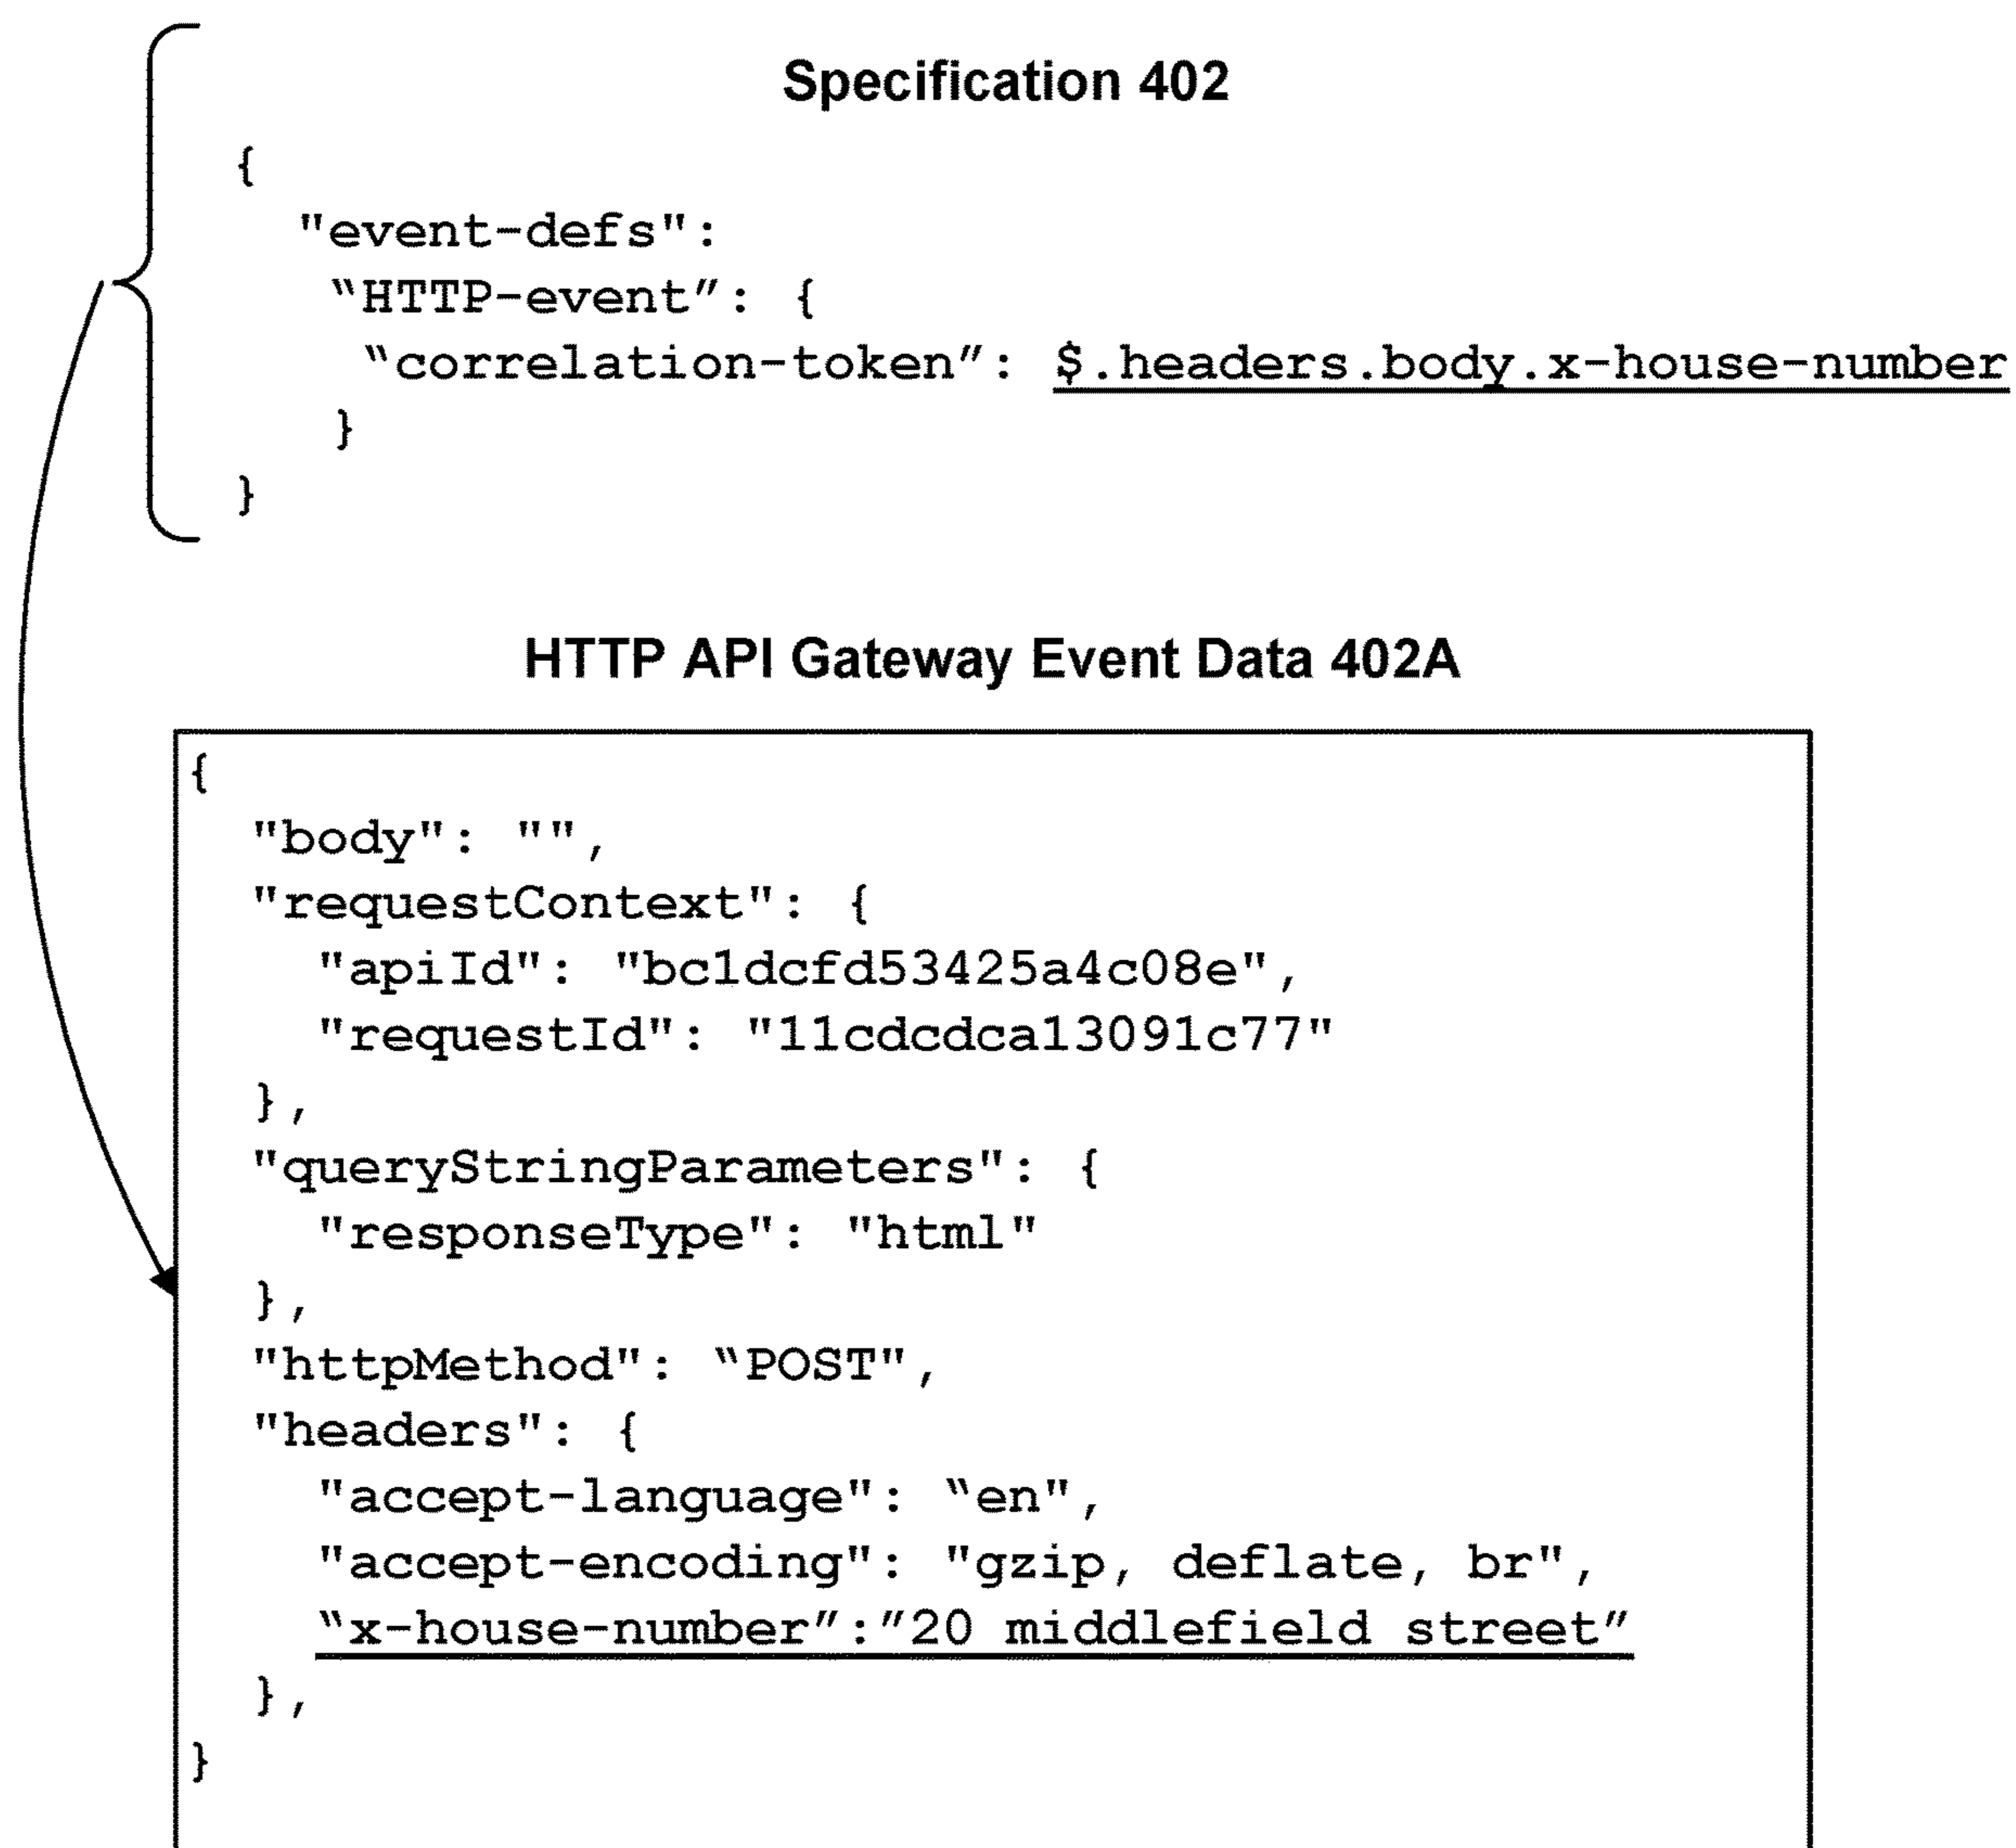 Specification 402
{
"event-defs":
“HTTP-event”: {
“correlation-token”: $.headers.body.x-house-number
}
}
HTTP API Gateway Event Data 402A
{
"body": "",
"requestContext": {
"apiId": "bc1dcfd53425a4c08e",
"requestId": "11cdcdca13091c77"
},
"queryStringParameters": {
"responseType": "html"
},
"httpMethod": “POST",
"headers": {
"accept-language": “en",
"accept-encoding": "gzip, deflate, br",
“x-house-number”:”20 middlefield street”
},
}